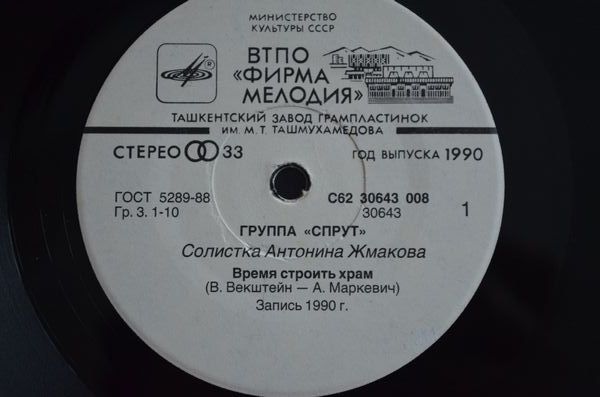 МИНИСТЕРСТВО
КУЛЬТУРЫ СССР
ВТПО
«ФИРМА
МЕЛОДИЯ»
ТАШКЕНТСКИЙ ЗАВОД ГРАМПЛАСТИНОК
ИМ. М. Т. ТАШМУХАМЕДОВА
СТЕРЕО 33
ГОД ВЫПУСКА 1990
ГОСТ 5289-88
Гр. 3. 1-10
С62 30643 008
30643
1
ГРУППА «СПРУТ»
Солистка Антонина Жмакова
Время строить храм
(В. Векштейн — А. Маркевич)
Запись 1990 г.